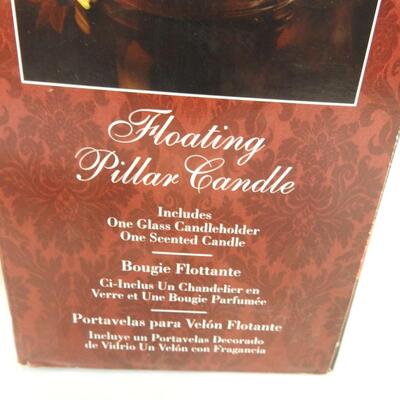 Floating
Pillar Candle
Includes
One Glass Candleholder
One Scented Candle
Bougie Flottante
Ci-Inclus Un Chandelier en
Verre et Une Bougie Parfumée
Portavelas para Velón Flotante
Incluye un Portavelas Decorado
de Vidrio Un Velón con Fragancia